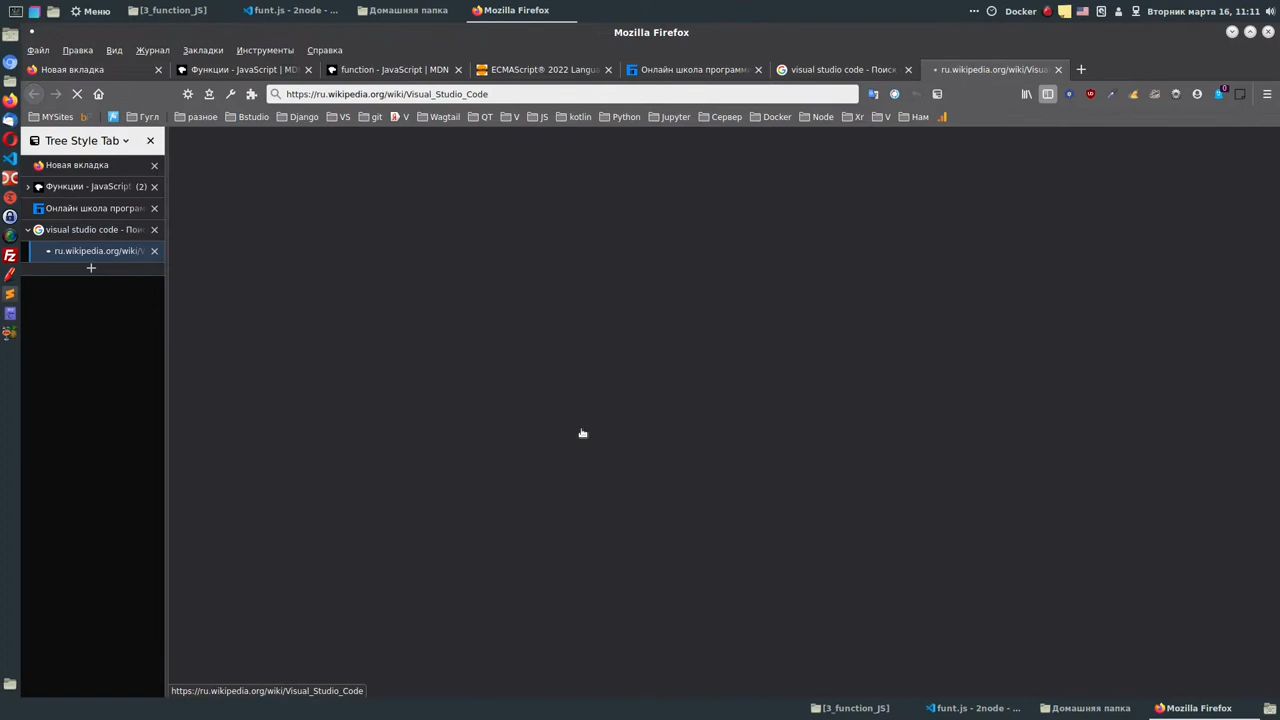 Меню
[3_function_JS]
funt.js - 2node - ...
Домашняя папка
Mozilla Firefox
Docker
Вторник марта 16, 11:11
Mozilla Firefox
Файл Правка Вид Журнал Закладки Инструменты Справка
Новая вкладка
Функции - JavaScript | MD
function - JavaScript | MDN
ECMAScript® 2022 Langua
Онлайн школа программ
visual studio code - Поиск
ru.wikipedia.org/wiki/Visua
https://ru.wikipedia.org/wiki/Visual_Studio_Code
0
MYSites Гугл разное Bstudio Django VS git V Wagtail QT V JS kotlin Python Jupyter Сервер Docker Node Xr V Нам
Tree Style Tab
Новая вкладка
Функции - JavaScript (2)
Онлайн школа програм
visual studio code - Поис
ru.wikipedia.org/wiki/V
https://ru.wikipedia.org/wiki/Visual_Studio_Code
[3_function_JS]
funt.js - 2node - ...
Домашняя папка
Mozilla Firefox